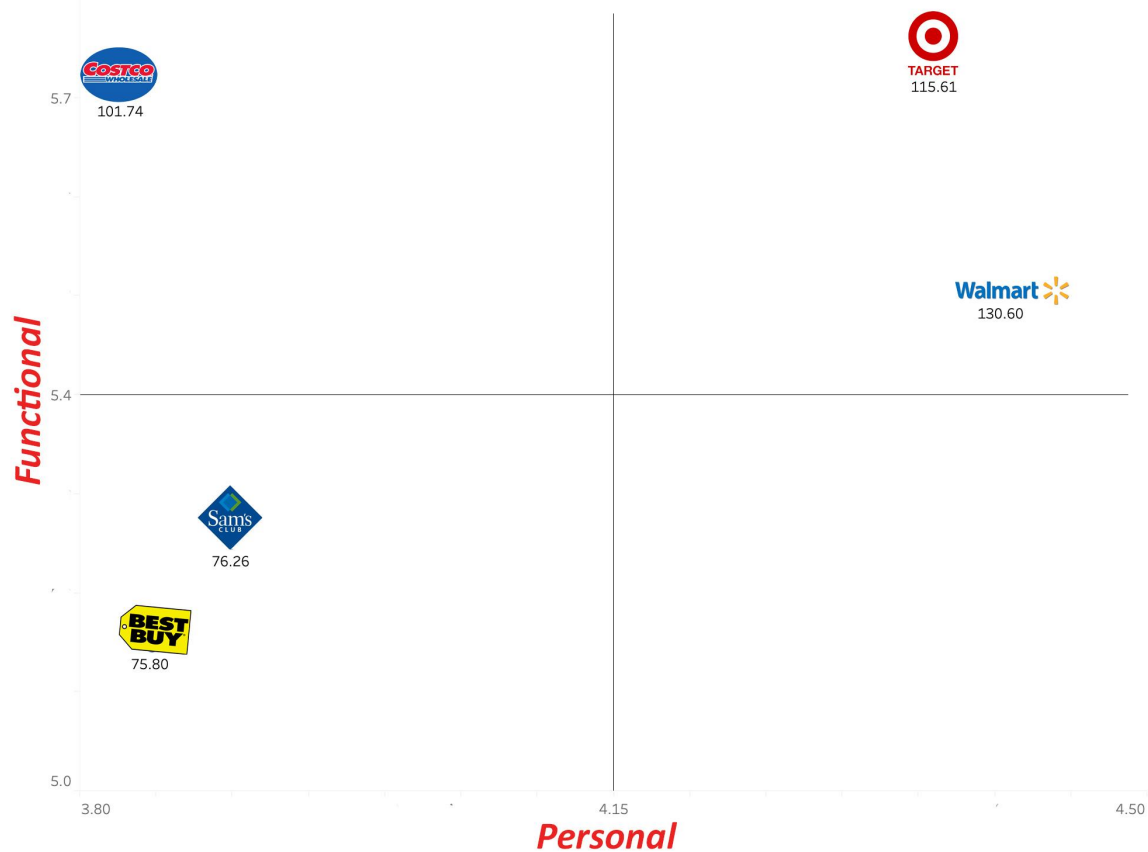 COSTCO
WHOLESALE
101.74
TARGET
115.61
5.7
Walmart
130.60
Functional
5.4
Sam's
CLUB
76.26
BEST
BUY
75.80
5.0
3.80
4.15
4.50
Personal